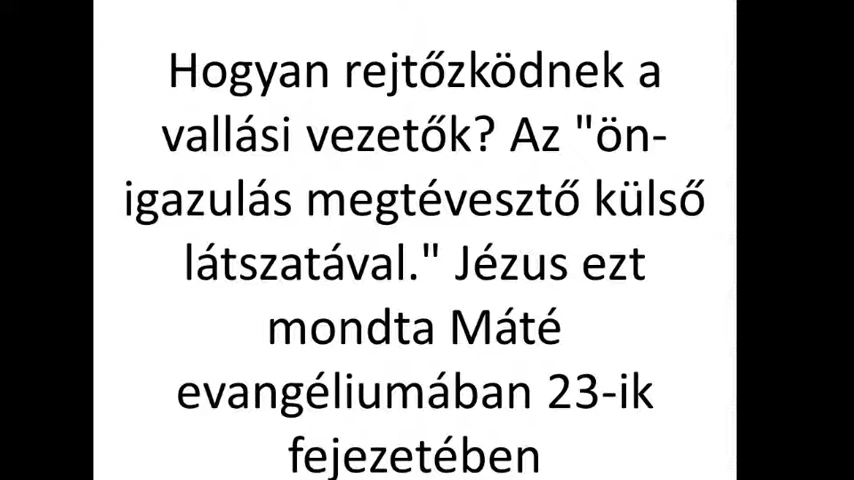 Hogyan rejtőzködnek a
vallási vezetők? Az "ön-
igazulás megtévesztő külső
látszatával." Jézus ezt
mondta Máté
evangéliumában 23-ik
fejezetében